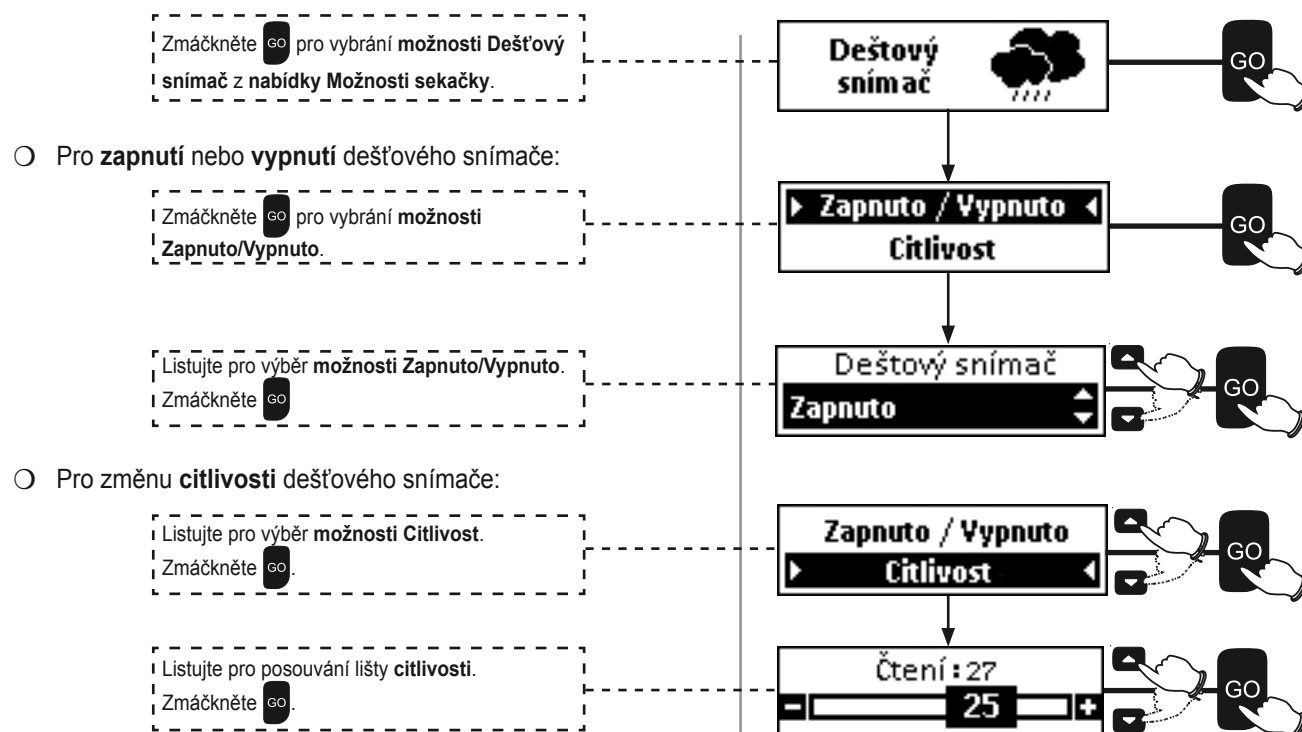 Zmáčkněte GO pro vybrání možnosti Dešťový
snímač z nabídky Možnosti sekačky.
Deštový
snímač
GO
❍ Pro zapnutí nebo vypnutí dešťového snímače:
Zmáčkněte GO pro vybrání možnosti
Zapnuto/Vypnuto.
Zapnuto / Vypnuto
Citlivost
GO
Listujte pro výběr možnosti Zapnuto/Vypnuto.
Zmáčkněte GO
Deštový snímač
Zapnuto
GO
❍ Pro změnu citlivosti dešťového snímače:
Listujte pro výběr možnosti Citlivost.
Zmáčkněte GO.
Zapnuto / Vypnuto
Citlivost
GO
Listujte pro posouvání lišty citlivosti.
Zmáčkněte GO.
Čtení:27
- 25 +
GO